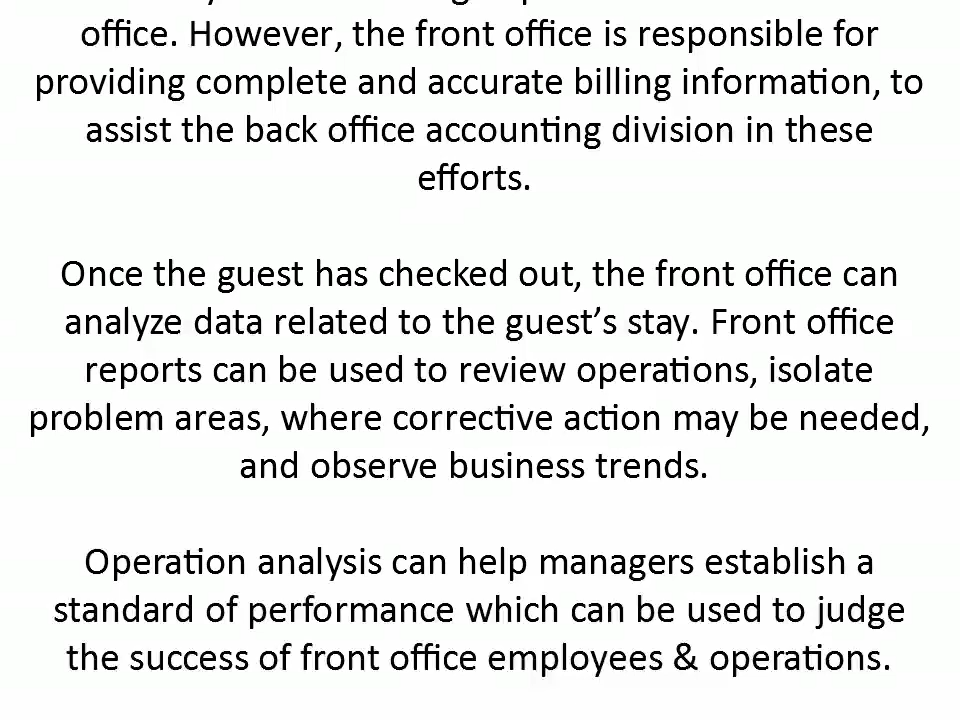 office. However, the front office is responsible for
providing complete and accurate billing information, to
assist the back office accounting division in these
efforts.
Once the guest has checked out, the front office can
analyze data related to the guest’s stay. Front office
reports can be used to review operations, isolate
problem areas, where corrective action may be needed,
and observe business trends.
Operation analysis can help managers establish a
standard of performance which can be used to judge
the success of front office employees & operations.